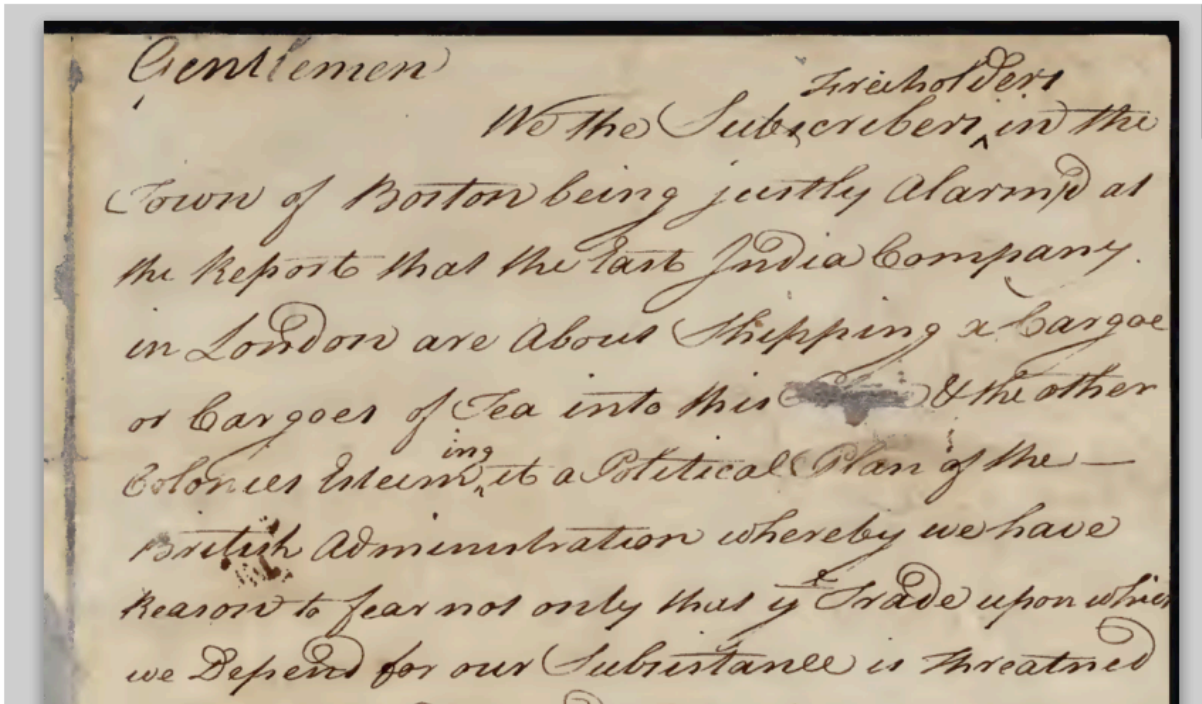 Gentlemen
Freeholders
We the Subscribers ^ in the
Town of Boston being justly Alarm'd at
the Report that the East India Company
in London are About Shipping a Cargoe
or Cargoes of Tea into this & the other
ing
Colonies Esteem ^ it a Political Plan of the —
British Administration whereby we have
Reason to fear not only that ye Trade upon which
we Depend for our Subsistance is threatned